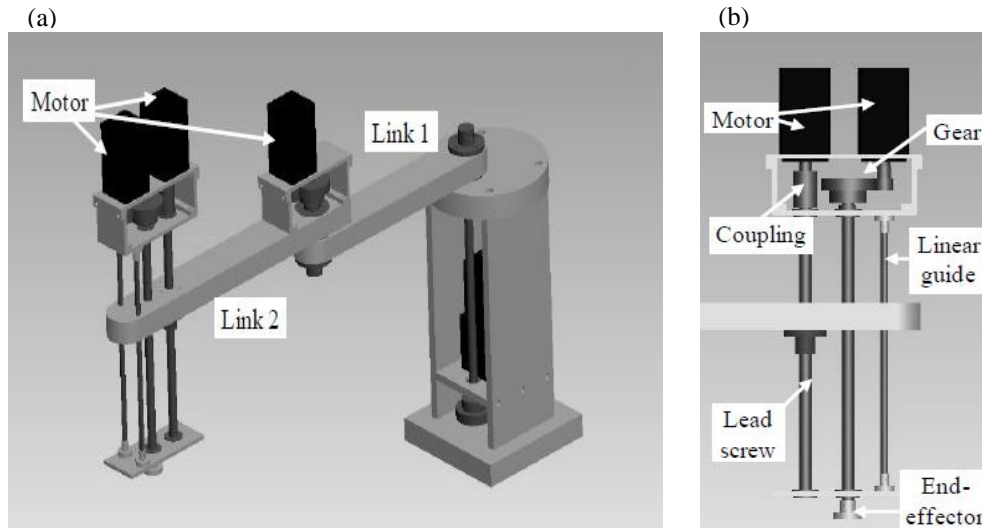 (a)
Motor
Link 1
Link 2
(b)
Motor
Gear
Coupling
Linear
guide
Lead
screw
End-
effector